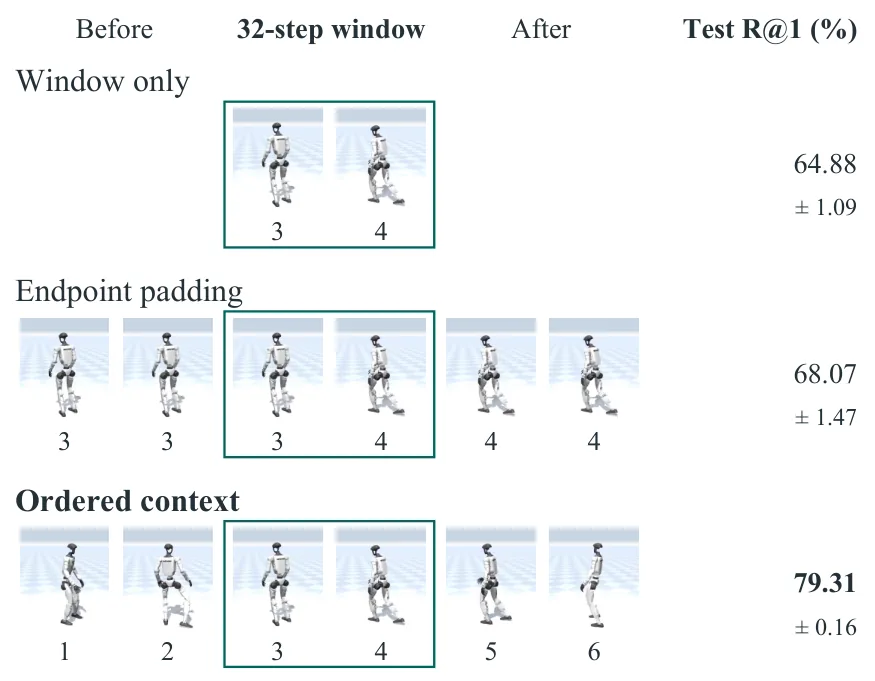 Before 32-step window After Test R@1 (%)
Window only
64.88
± 1.09
3 4
Endpoint padding
68.07
± 1.47
3 3 3 4 4 4
Ordered context
79.31
± 0.16
1 2 3 4 5 6